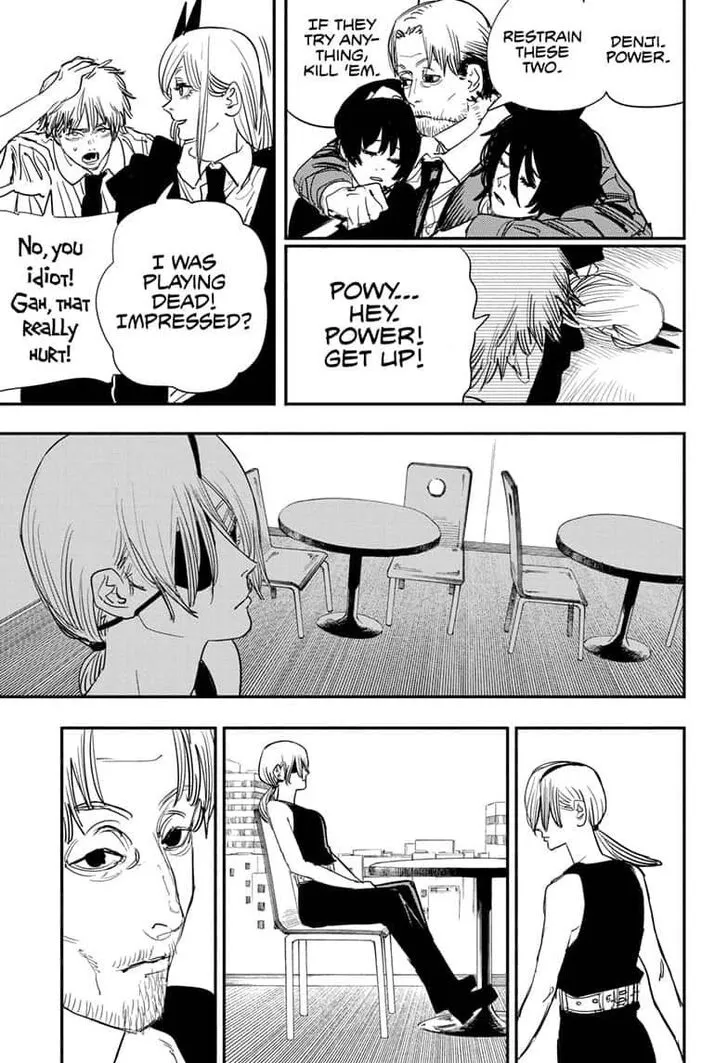 DENJI.
POWER.
RESTRAIN
THESE
TWO.
IF THEY
TRY ANY-
THING,
KILL 'EM.
POWY...
HEY.
POWER!
GET UP!
I WAS
PLAYING
DEAD!
IMPRESSED?
No, you
idiot!
Gah, that
really
hurt!